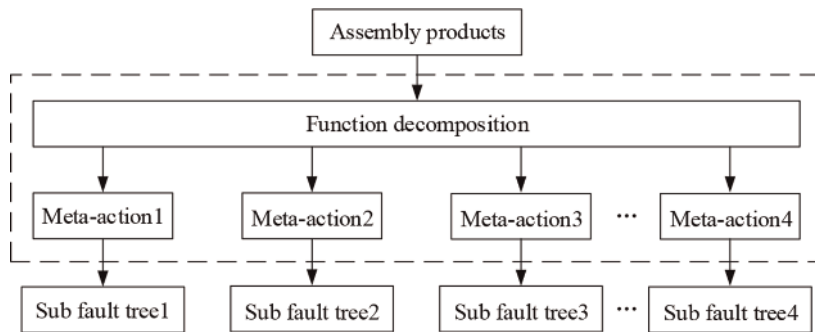 Assembly products
Function decomposition
Meta-action1 Meta-action2 Meta-action3 ··· Meta-action4
Sub fault tree1 Sub fault tree2 Sub fault tree3 ··· Sub fault tree4